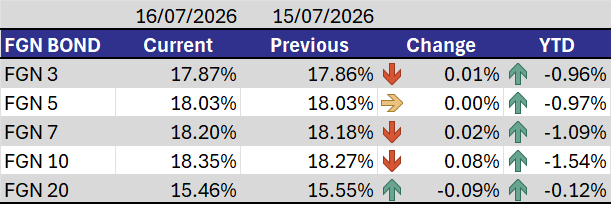 16/07/2026 15/07/2026
FGN BOND Current Previous Change YTD
FGN 3 17.87% 17.86% 0.01% -0.96%
FGN 5 18.03% 18.03% 0.00% -0.97%
FGN 7 18.20% 18.18% 0.02% -1.09%
FGN 10 18.35% 18.27% 0.08% -1.54%
FGN 20 15.46% 15.55% -0.09% -0.12%